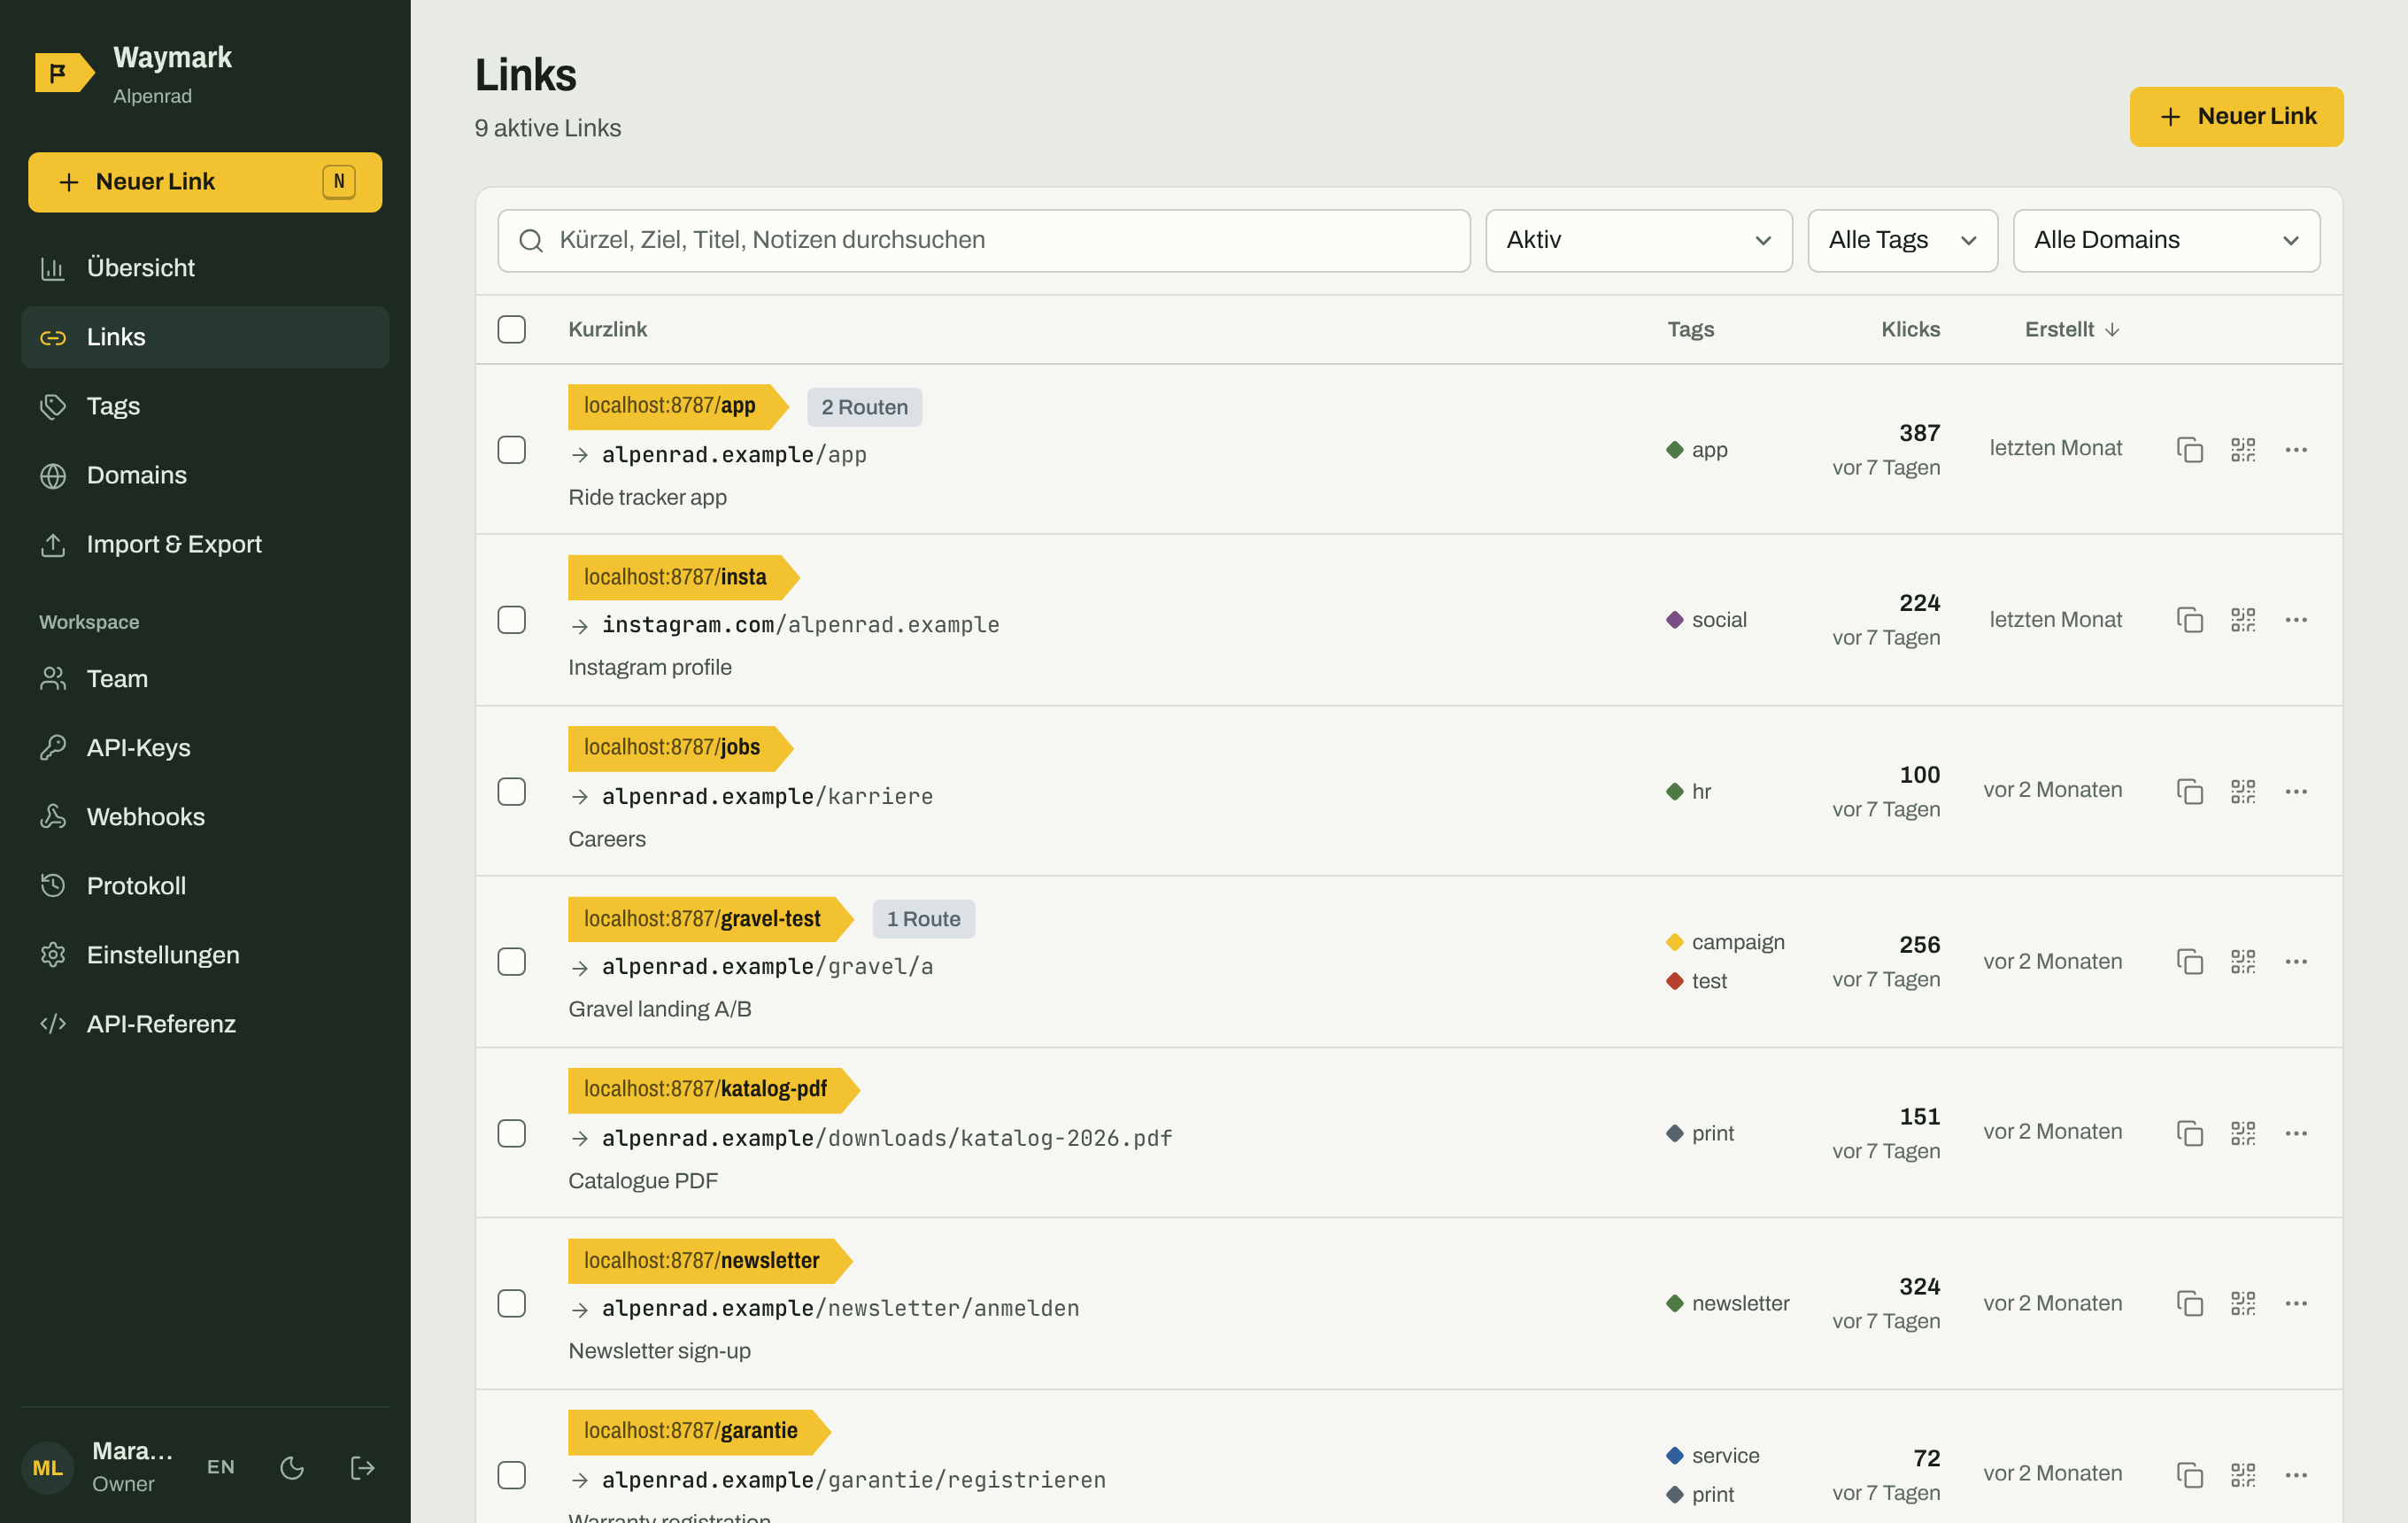 Waymark
Alpenrad
Neuer Link N
Übersicht
Links
Tags
Domains
Import & Export
Workspace
Team
API-Keys
Webhooks
Protokoll
Einstellungen
API-Referenz
ML
Mara...
Owner
EN
Links
9 aktive Links
Neuer Link
Kürzel, Ziel, Titel, Notizen durchsuchen
Aktiv
Alle Tags
Alle Domains
Kurzlink Tags Klicks Erstellt ↓
localhost:8787/app 2 Routen
→ alpenrad.example/app
Ride tracker app
app
387
vor 7 Tagen
letzten Monat
localhost:8787/insta
→ instagram.com/alpenrad.example
Instagram profile
social
224
vor 7 Tagen
letzten Monat
localhost:8787/jobs
→ alpenrad.example/karriere
Careers
hr
100
vor 7 Tagen
vor 2 Monaten
localhost:8787/gravel-test 1 Route
→ alpenrad.example/gravel/a
Gravel landing A/B
campaign
test
256
vor 7 Tagen
vor 2 Monaten
localhost:8787/katalog-pdf
→ alpenrad.example/downloads/katalog-2026.pdf
Catalogue PDF
print
151
vor 7 Tagen
vor 2 Monaten
localhost:8787/newsletter
→ alpenrad.example/newsletter/anmelden
Newsletter sign-up
newsletter
324
vor 7 Tagen
vor 2 Monaten
localhost:8787/garantie
→ alpenrad.example/garantie/registrieren
Warranty registration
service
print
72
vor 7 Tagen
vor 2 Monaten